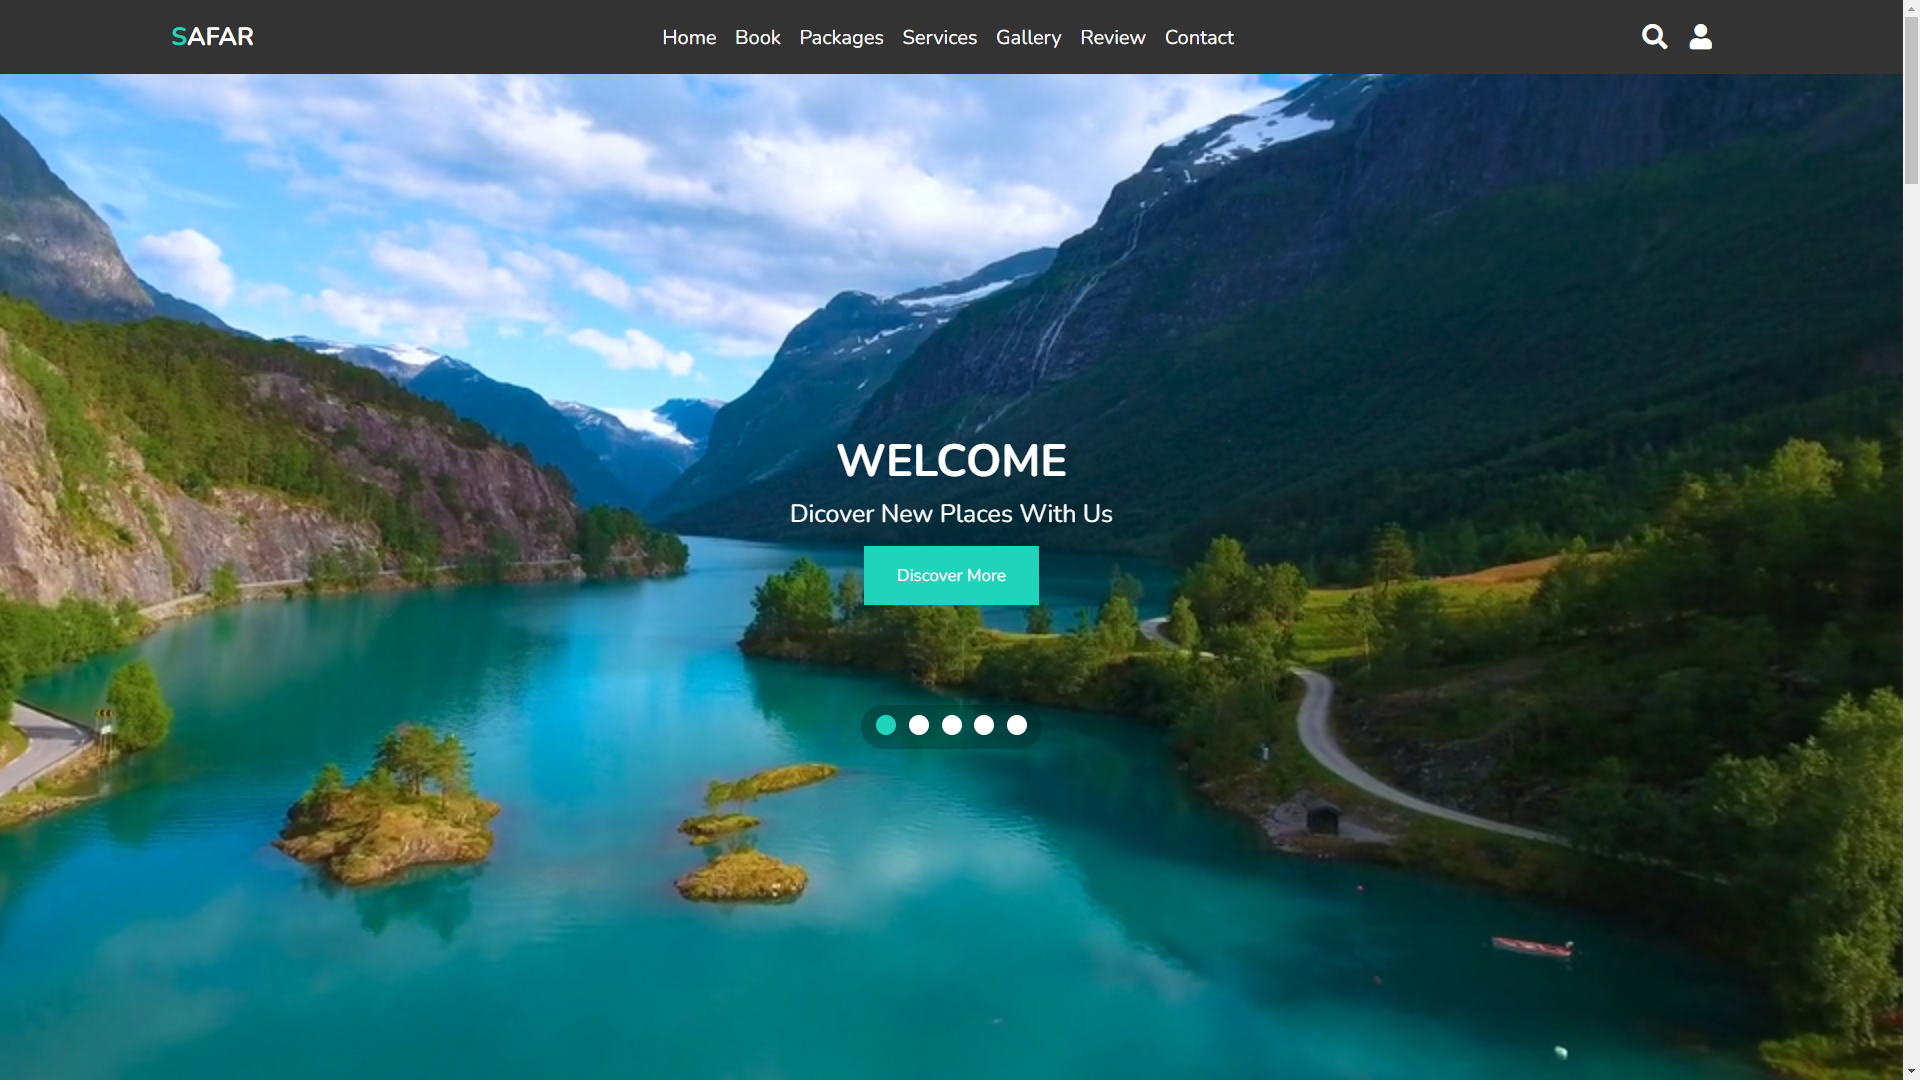 SAFAR
Home Book Packages Services Gallery Review Contact
WELCOME
Dicover New Places With Us
Discover More